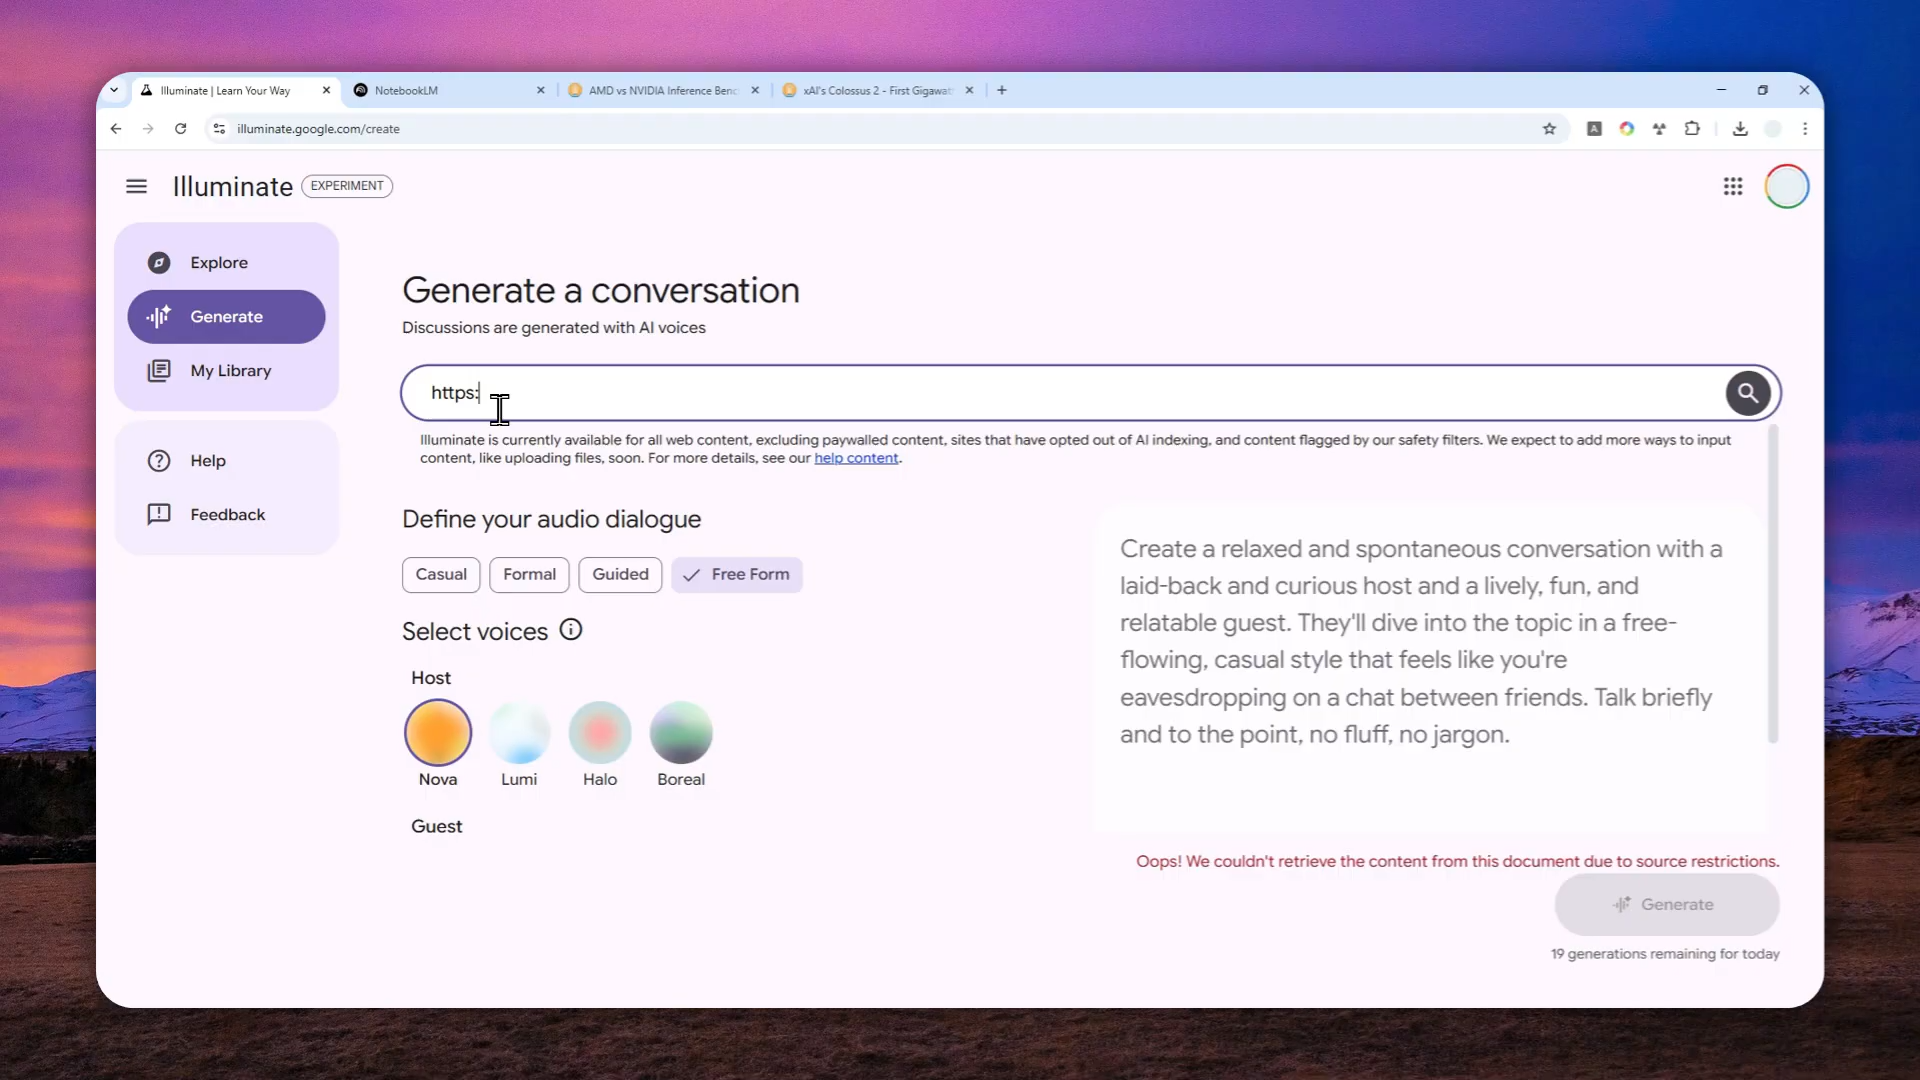 Illuminate | Learn Your Way
NotebookLM
AMD vs NVIDIA Inference Benc
xAI's Colossus 2 - First Gigawat
illuminate.google.com/create
Illuminate
EXPERIMENT
Explore
Generate
My Library
Help
Feedback
Generate a conversation
Discussions are generated with AI voices
https:
Illuminate is currently available for all web content, excluding paywalled content, sites that have opted out of AI indexing, and content flagged by our safety filters. We expect to add more ways to input
content, like uploading files, soon. For more details, see our help content.
Define your audio dialogue
Casual
Formal
Guided
Free Form
Select voices
Host
Nova
Lumi
Halo
Boreal
Guest
Create a relaxed and spontaneous conversation with a
laid-back and curious host and a lively, fun, and
relatable guest. They'll dive into the topic in a free-
flowing, casual style that feels like you're
eavesdropping on a chat between friends. Talk briefly
and to the point, no fluff, no jargon.
Oops! We couldn't retrieve the content from this document due to source restrictions.
Generate
19 generations remaining for today